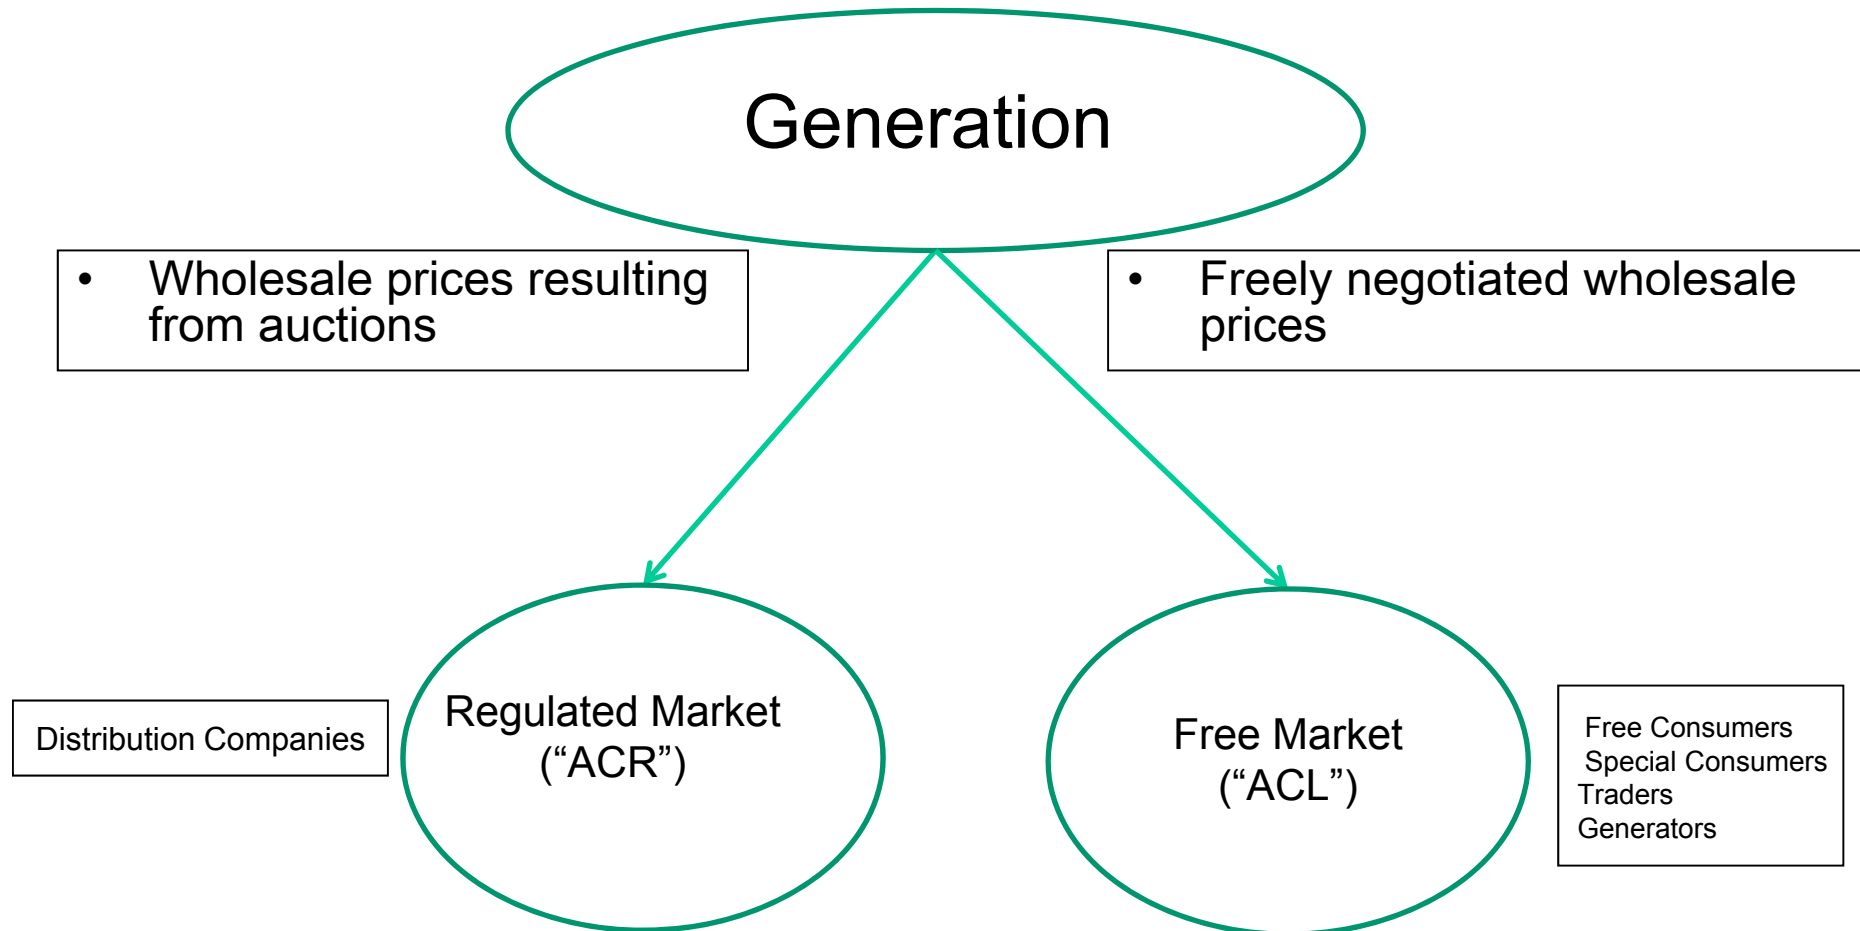 Generation
• Wholesale prices resulting
from auctions
• Freely negotiated wholesale
prices
Distribution Companies
Regulated Market
(“ACR”)
Free Market
(“ACL”)
Free Consumers
Special Consumers
Traders
Generators